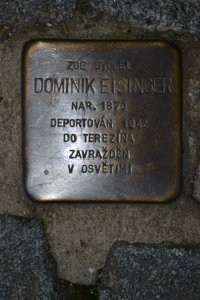 ZDE BYDLEL
DOMINIK EISINGER
NAR. 1870
DEPORTOVÁN 1942
DO TEREZÍNA
ZAVRAŽDĚN
V OSVĚTIMI